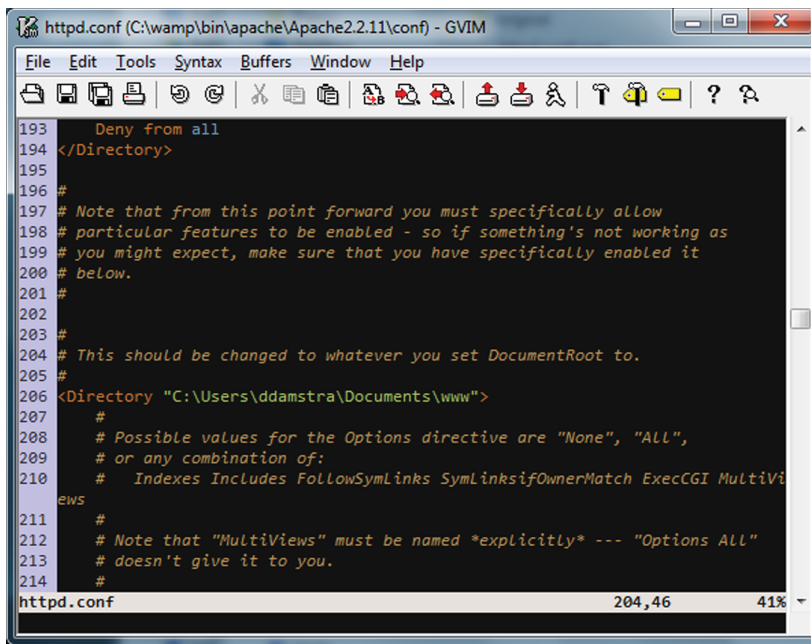 httpd.conf (C:\wamp\bin\apache\Apache2.2.11\conf) - GVIM
File Edit Tools Syntax Buffers Window Help
193     Deny from all
194 </Directory>
195
196 #
197 # Note that from this point forward you must specifically allow
198 # particular features to be enabled - so if something's not working as
199 # you might expect, make sure that you have specifically enabled it
200 # below.
201 #
202
203 #
204 # This should be changed to whatever you set DocumentRoot to.
205 #
206 <Directory "C:\Users\ddamstra\Documents\www">
207     #
208     # Possible values for the Options directive are "None", "All",
209     # or any combination of:
210     #   Indexes Includes FollowSymLinks SymLinksifOwnerMatch ExecCGI MultiVi
ews
211     #
212     # Note that "MultiViews" must be named *explicitly* --- "Options All"
213     # doesn't give it to you.
214     #
httpd.conf 204,46 41%